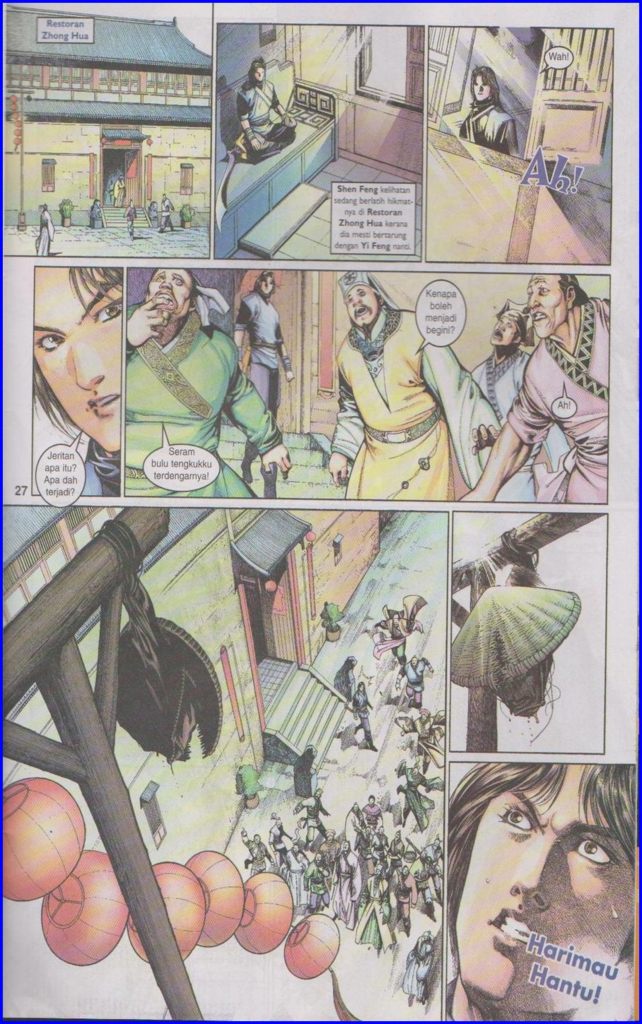 Restoran
Zhong Hua
Shen Feng kelihatan
sedang berlatih hikmat-
nya di Restoran
Zhong Hua kerana
dia mesti bertarung
dengan Yi Feng nanti.
Wah!
Ah!
Jeritan
apa itu?
Apa dah
terjadi?
Seram
bulu tengkukku
terdengarnya!
Kenapa
boleh
menjadi
begini?
Ah!
27
Harimau
Hantu!